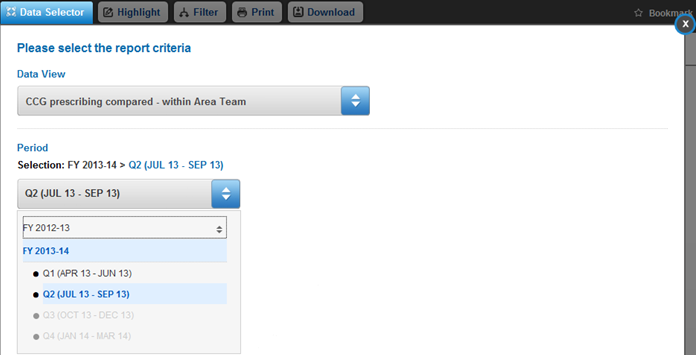 Data Selector Highlight Filter Print Download Bookmark
X
Please select the report criteria
Data View
CCG prescribing compared - within Area Team
Period
Selection: FY 2013-14 > Q2 (JUL 13 - SEP 13)
Q2 (JUL 13 - SEP 13)
FY 2012-13
FY 2013-14
Q1 (APR 13 - JUN 13)
Q2 (JUL 13 - SEP 13)
Q3 (OCT 13 - DEC 13)
Q4 (JAN 14 - MAR 14)